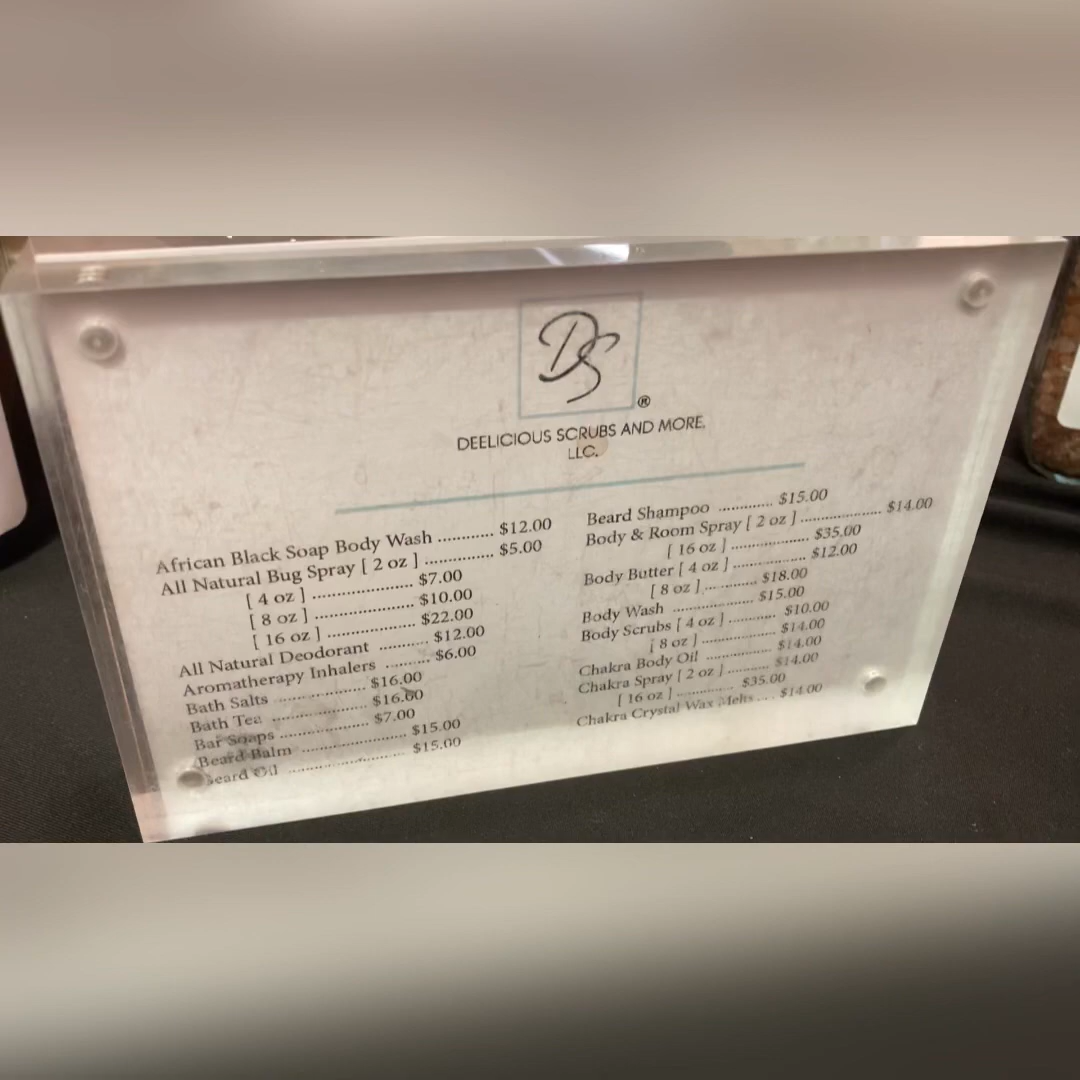 DS
®
DEELICIOUS SCRUBS AND MORE,
LLC.
African Black Soap Body Wash ........... $12.00
All Natural Bug Spray [ 2 oz ] .............. $5.00
[ 4 oz ] .................... $7.00
[ 8 oz ] .................... $10.00
[ 16 oz ] .................. $22.00
All Natural Deodorant .......... $12.00
Aromatherapy Inhalers ......... $6.00
Bath Salts .................... $16.00
Bath Tea .................... $16.00
Bar Soaps .................. $7.00
Beard Balm ..................... $15.00
Beard Oil ........................ $15.00
Beard Shampoo ............. $15.00
Body & Room Spray [ 2 oz ] .................. $14.00
[ 16 oz ] ................. $35.00
Body Butter [ 4 oz ] ................ $12.00
[ 8 oz ] ............ $18.00
Body Wash ................. $15.00
Body Scrubs [ 4 oz ] ........... $10.00
[ 8 oz ] ................ $14.00
Chakra Body Oil .............. $14.00
Chakra Spray [ 2 oz ] ......... $14.00
[ 16 oz ] ............. $35.00
Chakra Crystal Wax Melts .... $14.00